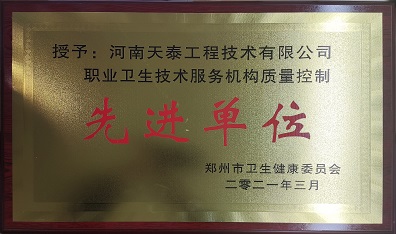 授予：河南天泰工程技术有限公司
职业卫生技术服务机构质量控制
先进单位
郑州市卫生健康委员会
二零二一年三月